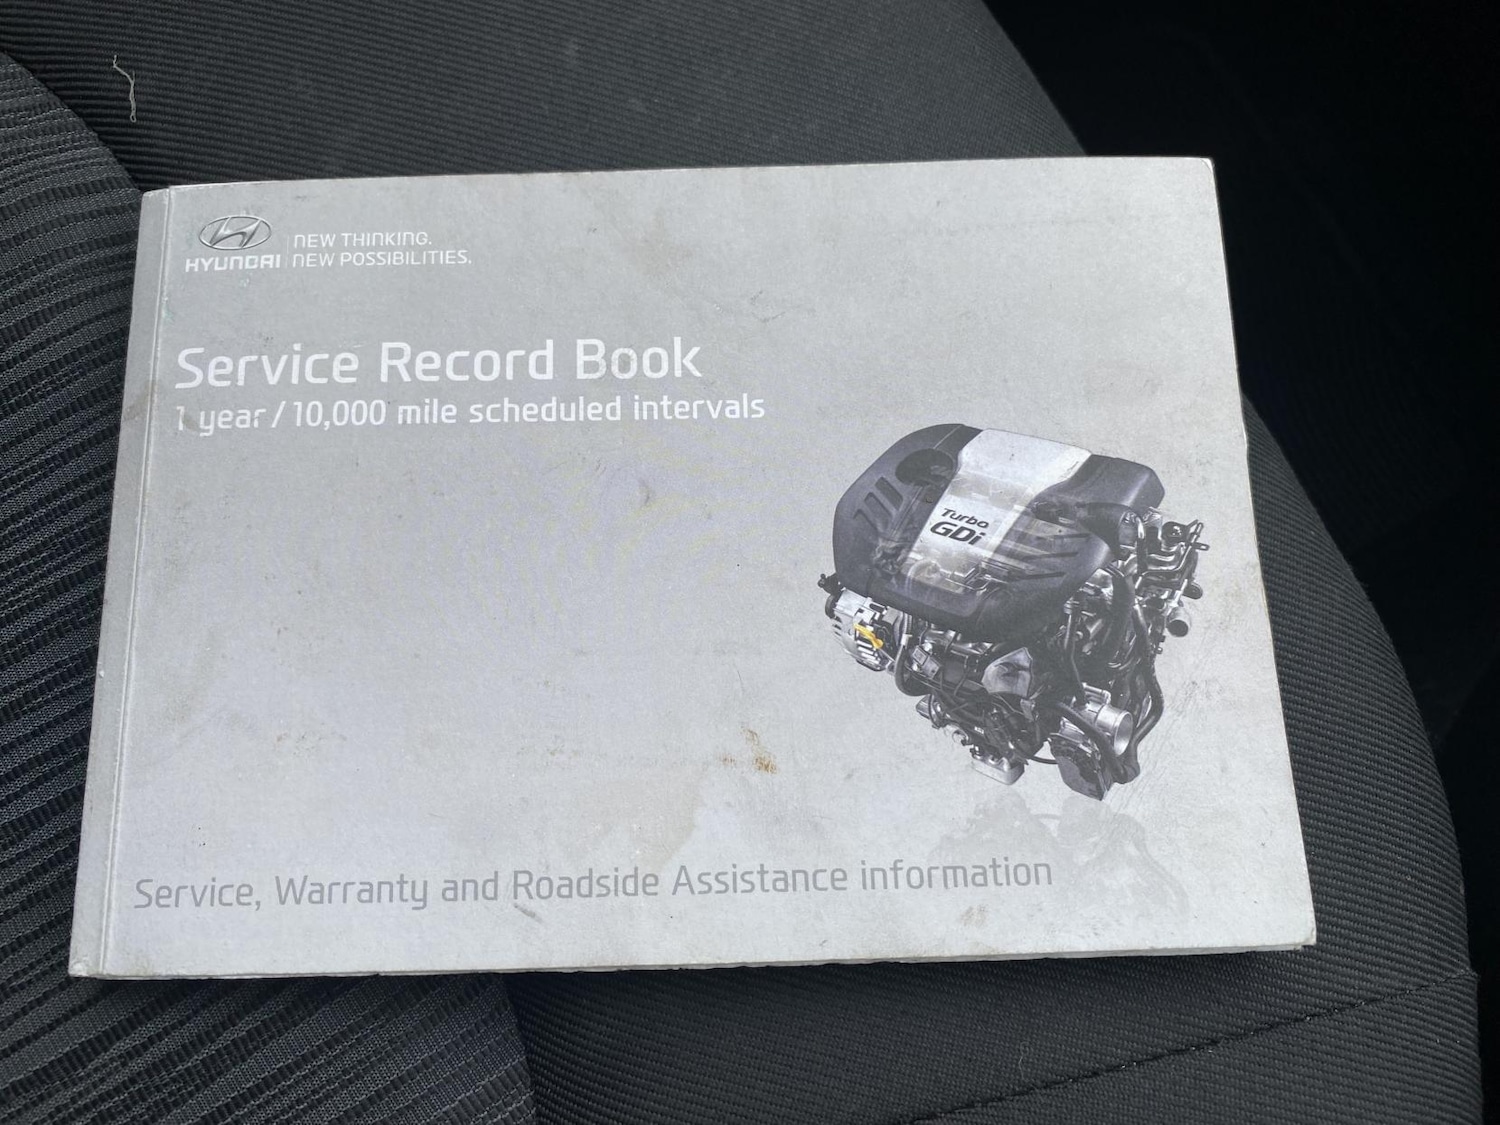 HYUNDAI
NEW THINKING.
NEW POSSIBILITIES.
Service Record Book
1 year / 10,000 mile scheduled intervals
Turbo
GDi
Service, Warranty and Roadside Assistance information